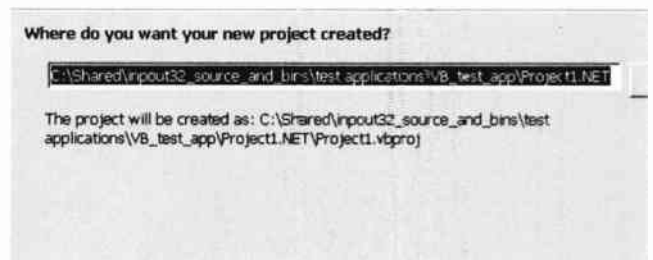 Where do you want your new project created?
C:\Shared\inpout32_source_and_bins\test applications\VB_test_app\Project1.NET
The project will be created as: C:\Shared\inpout32_source_and_bins\test
applications\VB_test_app\Project1.NET\Project1.vbproj